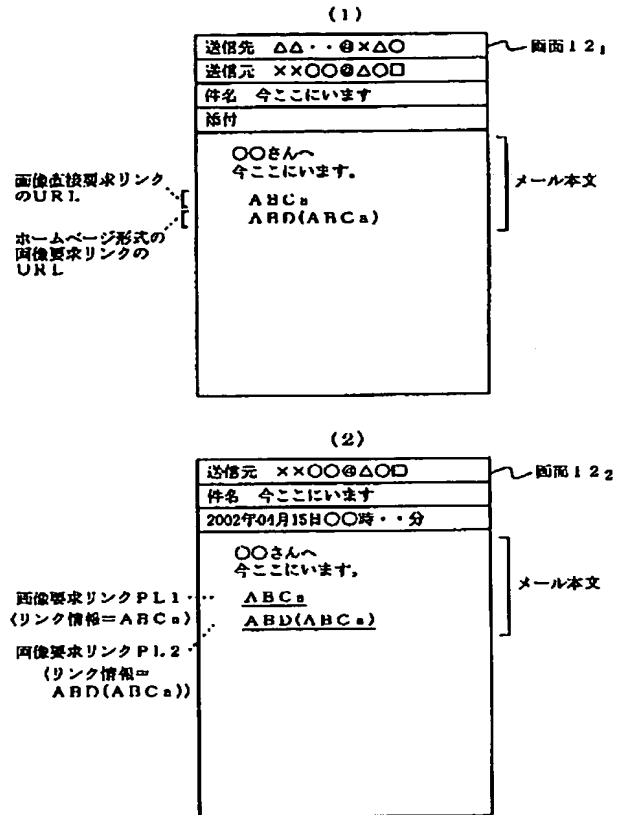 (1)
送信先 △△・・@×△○
画面12₁
送信元 ××○○@△○□
件名 今ここにいます
添付
○○さんへ
今ここにいます。
メール本文
画像直接要求リンク
のURL
ABCa
ABD(ABCa)
ホームページ形式の
画像要求リンクの
URL
(2)
送信元 ××○○@△○□
画面12₂
件名 今ここにいます
2002年04月15日○○時・・分
○○さんへ
今ここにいます。
メール本文
画像要求リンクPL1
ABCa
(リンク情報=ABCa)
ABD(ABCa)
画像要求リンクPL2
(リンク情報=
ABD(ABCa))